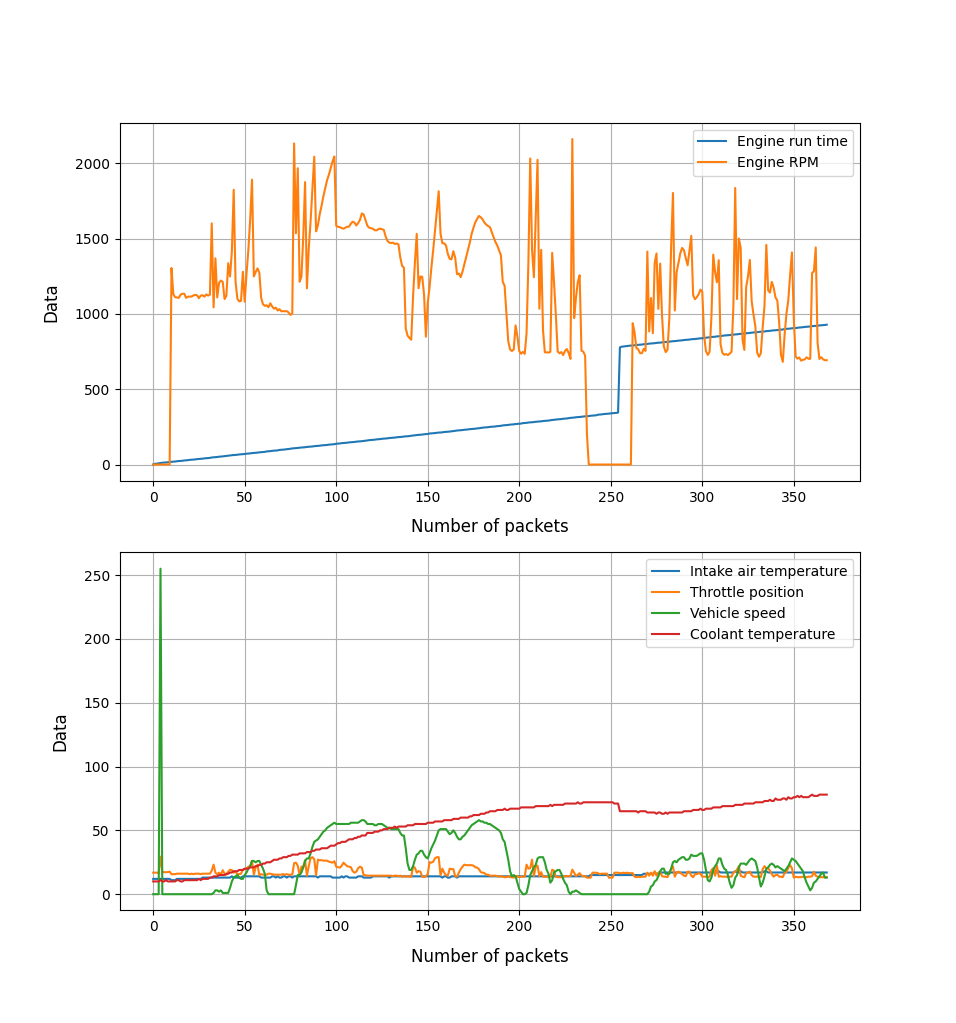 2000
1500
1000
500
0
Data
Engine run time
Engine RPM
0 50 100 150 200 250 300 350
Number of packets
250
200
150
100
50
0
Data
Intake air temperature
Throttle position
Vehicle speed
Coolant temperature
0 50 100 150 200 250 300 350
Number of packets